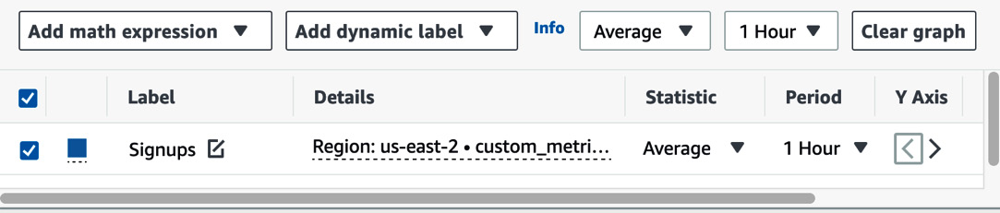 Add math expression Add dynamic label Info Average 1 Hour Clear graph
Label Details Statistic Period Y Axis
Signups Region: us-east-2 • custom_metri... Average 1 Hour